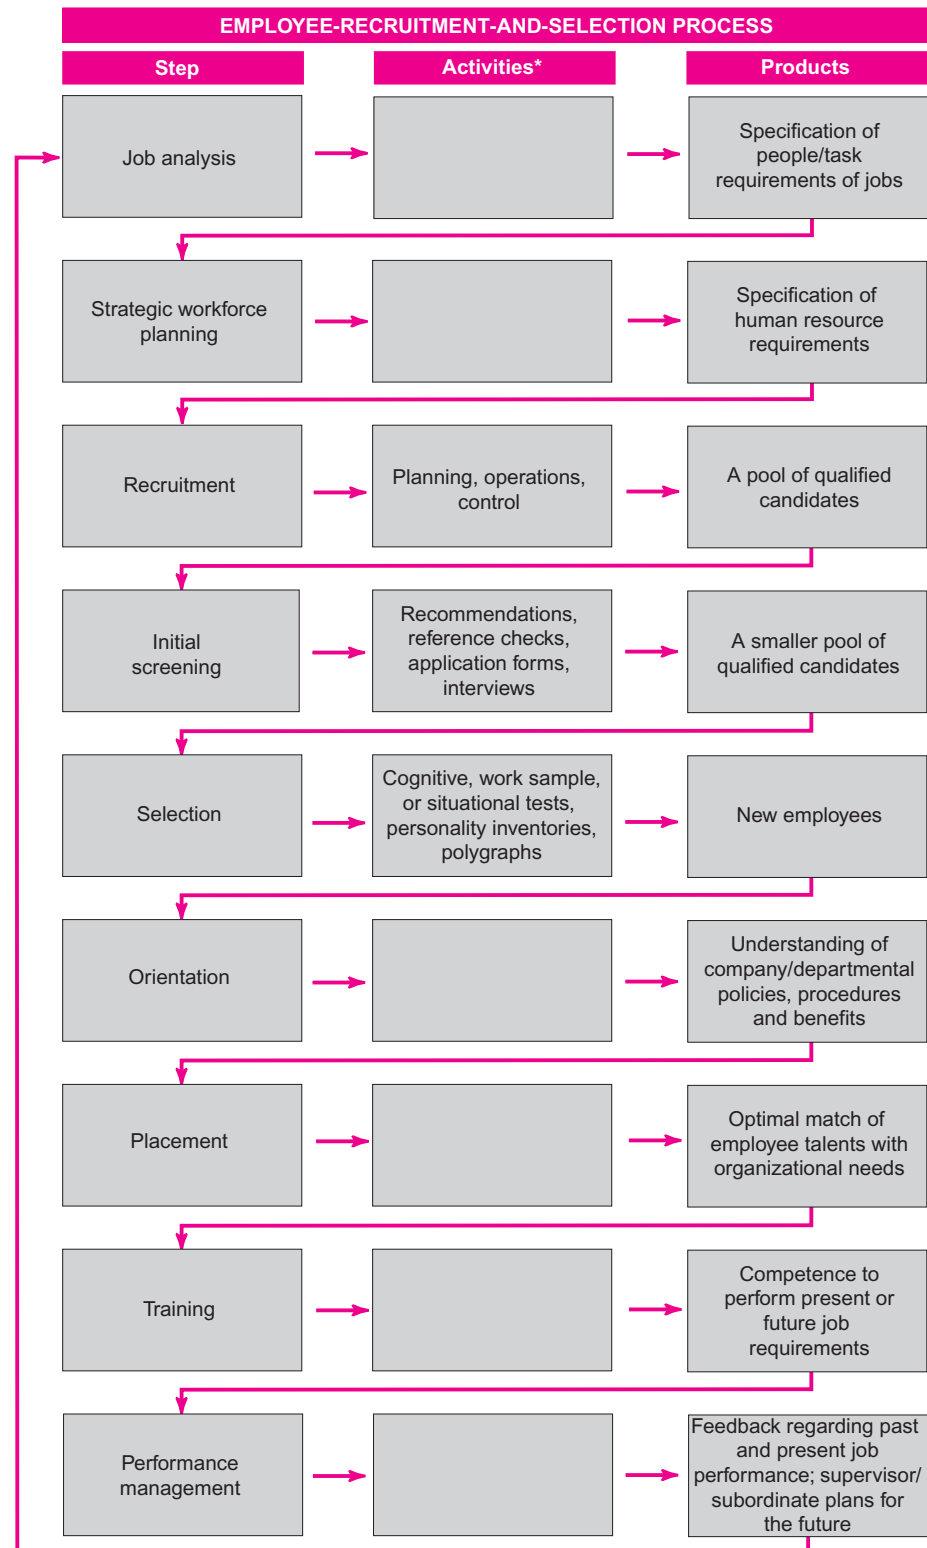 EMPLOYEE-RECRUITMENT-AND-SELECTION PROCESS
Step
Activities*
Products
Job analysis
Specification of
people/task
requirements of jobs
Strategic workforce
planning
Specification of
human resource
requirements
Recruitment
Planning, operations,
control
A pool of qualified
candidates
Initial
screening
Recommendations,
reference checks,
application forms,
interviews
A smaller pool of
qualified candidates
Selection
Cognitive, work sample,
or situational tests,
personality inventories,
polygraphs
New employees
Orientation
Understanding of
company/departmental
policies, procedures
and benefits
Placement
Optimal match of
employee talents with
organizational needs
Training
Competence to
perform present or
future job
requirements
Performance
management
Feedback regarding past
and present job
performance; supervisor/
subordinate plans for
the future